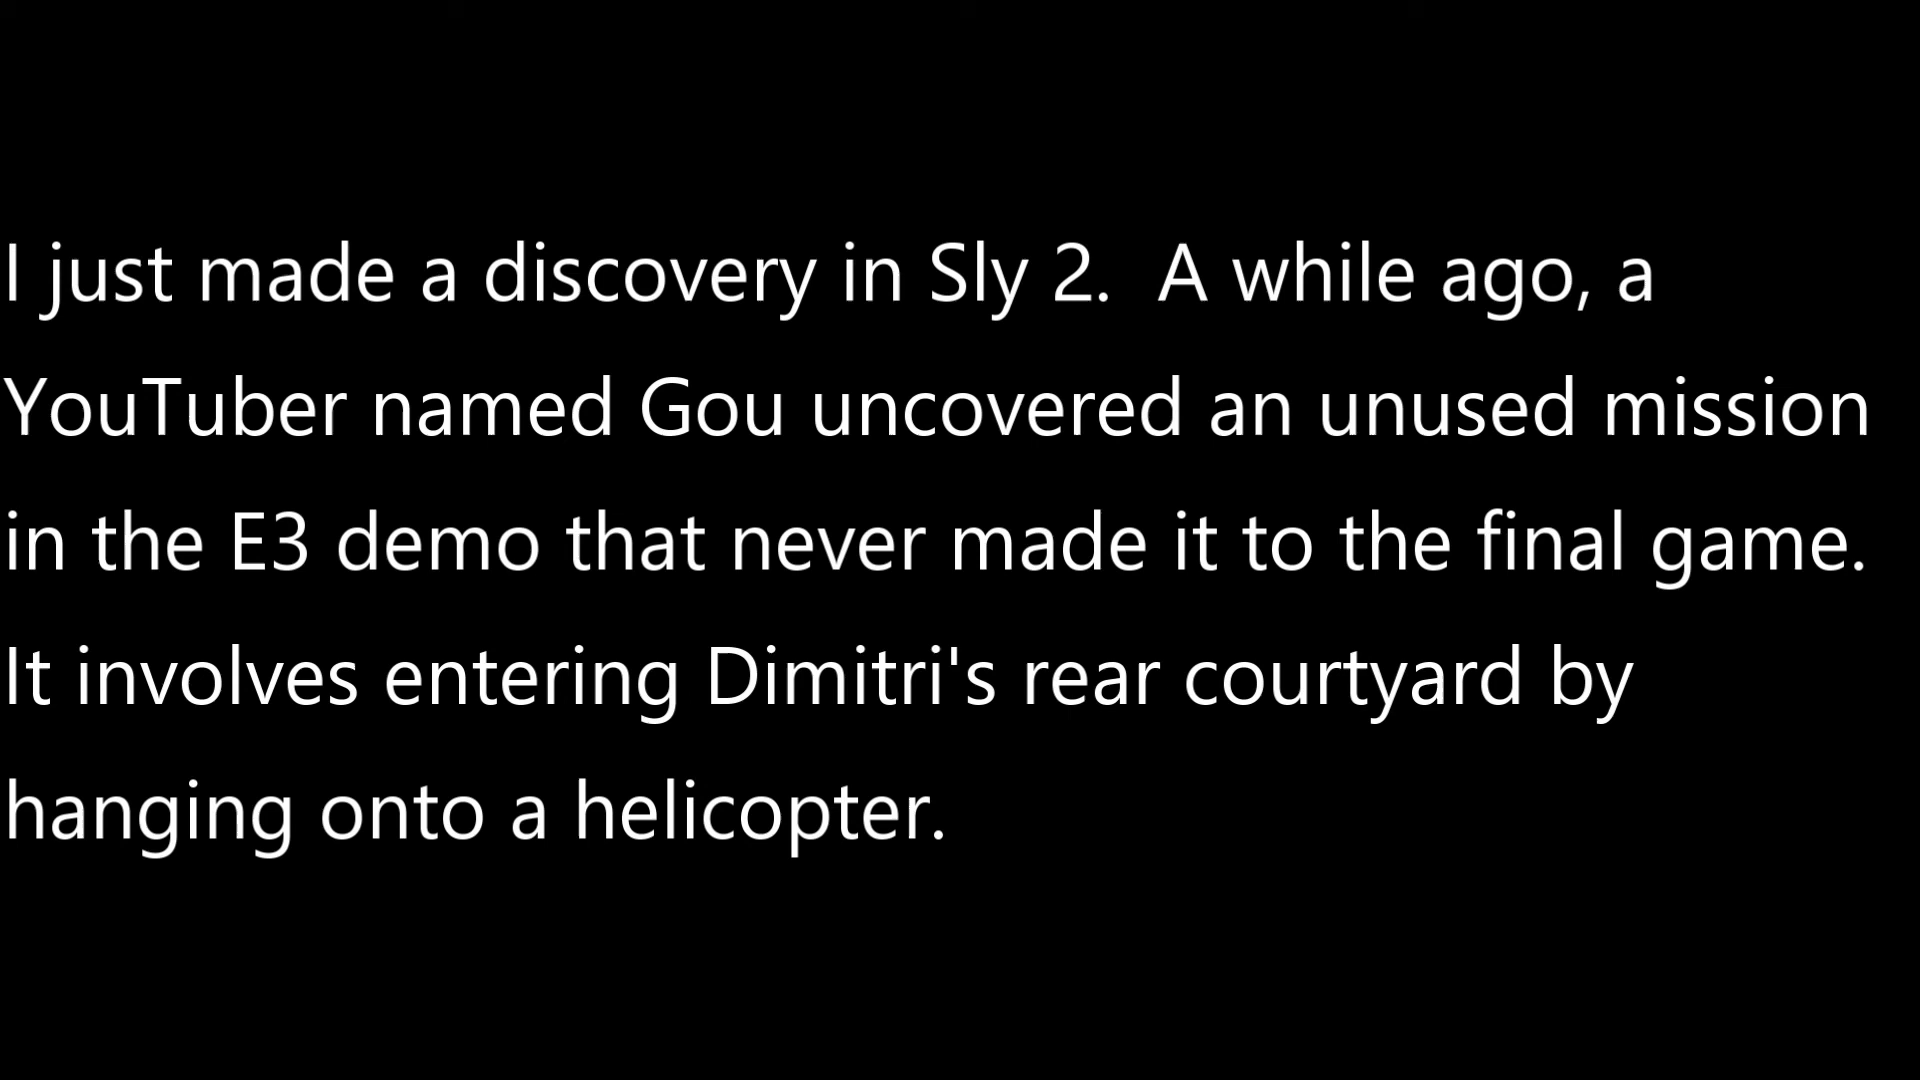 I just made a discovery in Sly 2.  A while ago, a
YouTuber named Gou uncovered an unused mission
in the E3 demo that never made it to the final game.
It involves entering Dimitri's rear courtyard by
hanging onto a helicopter.